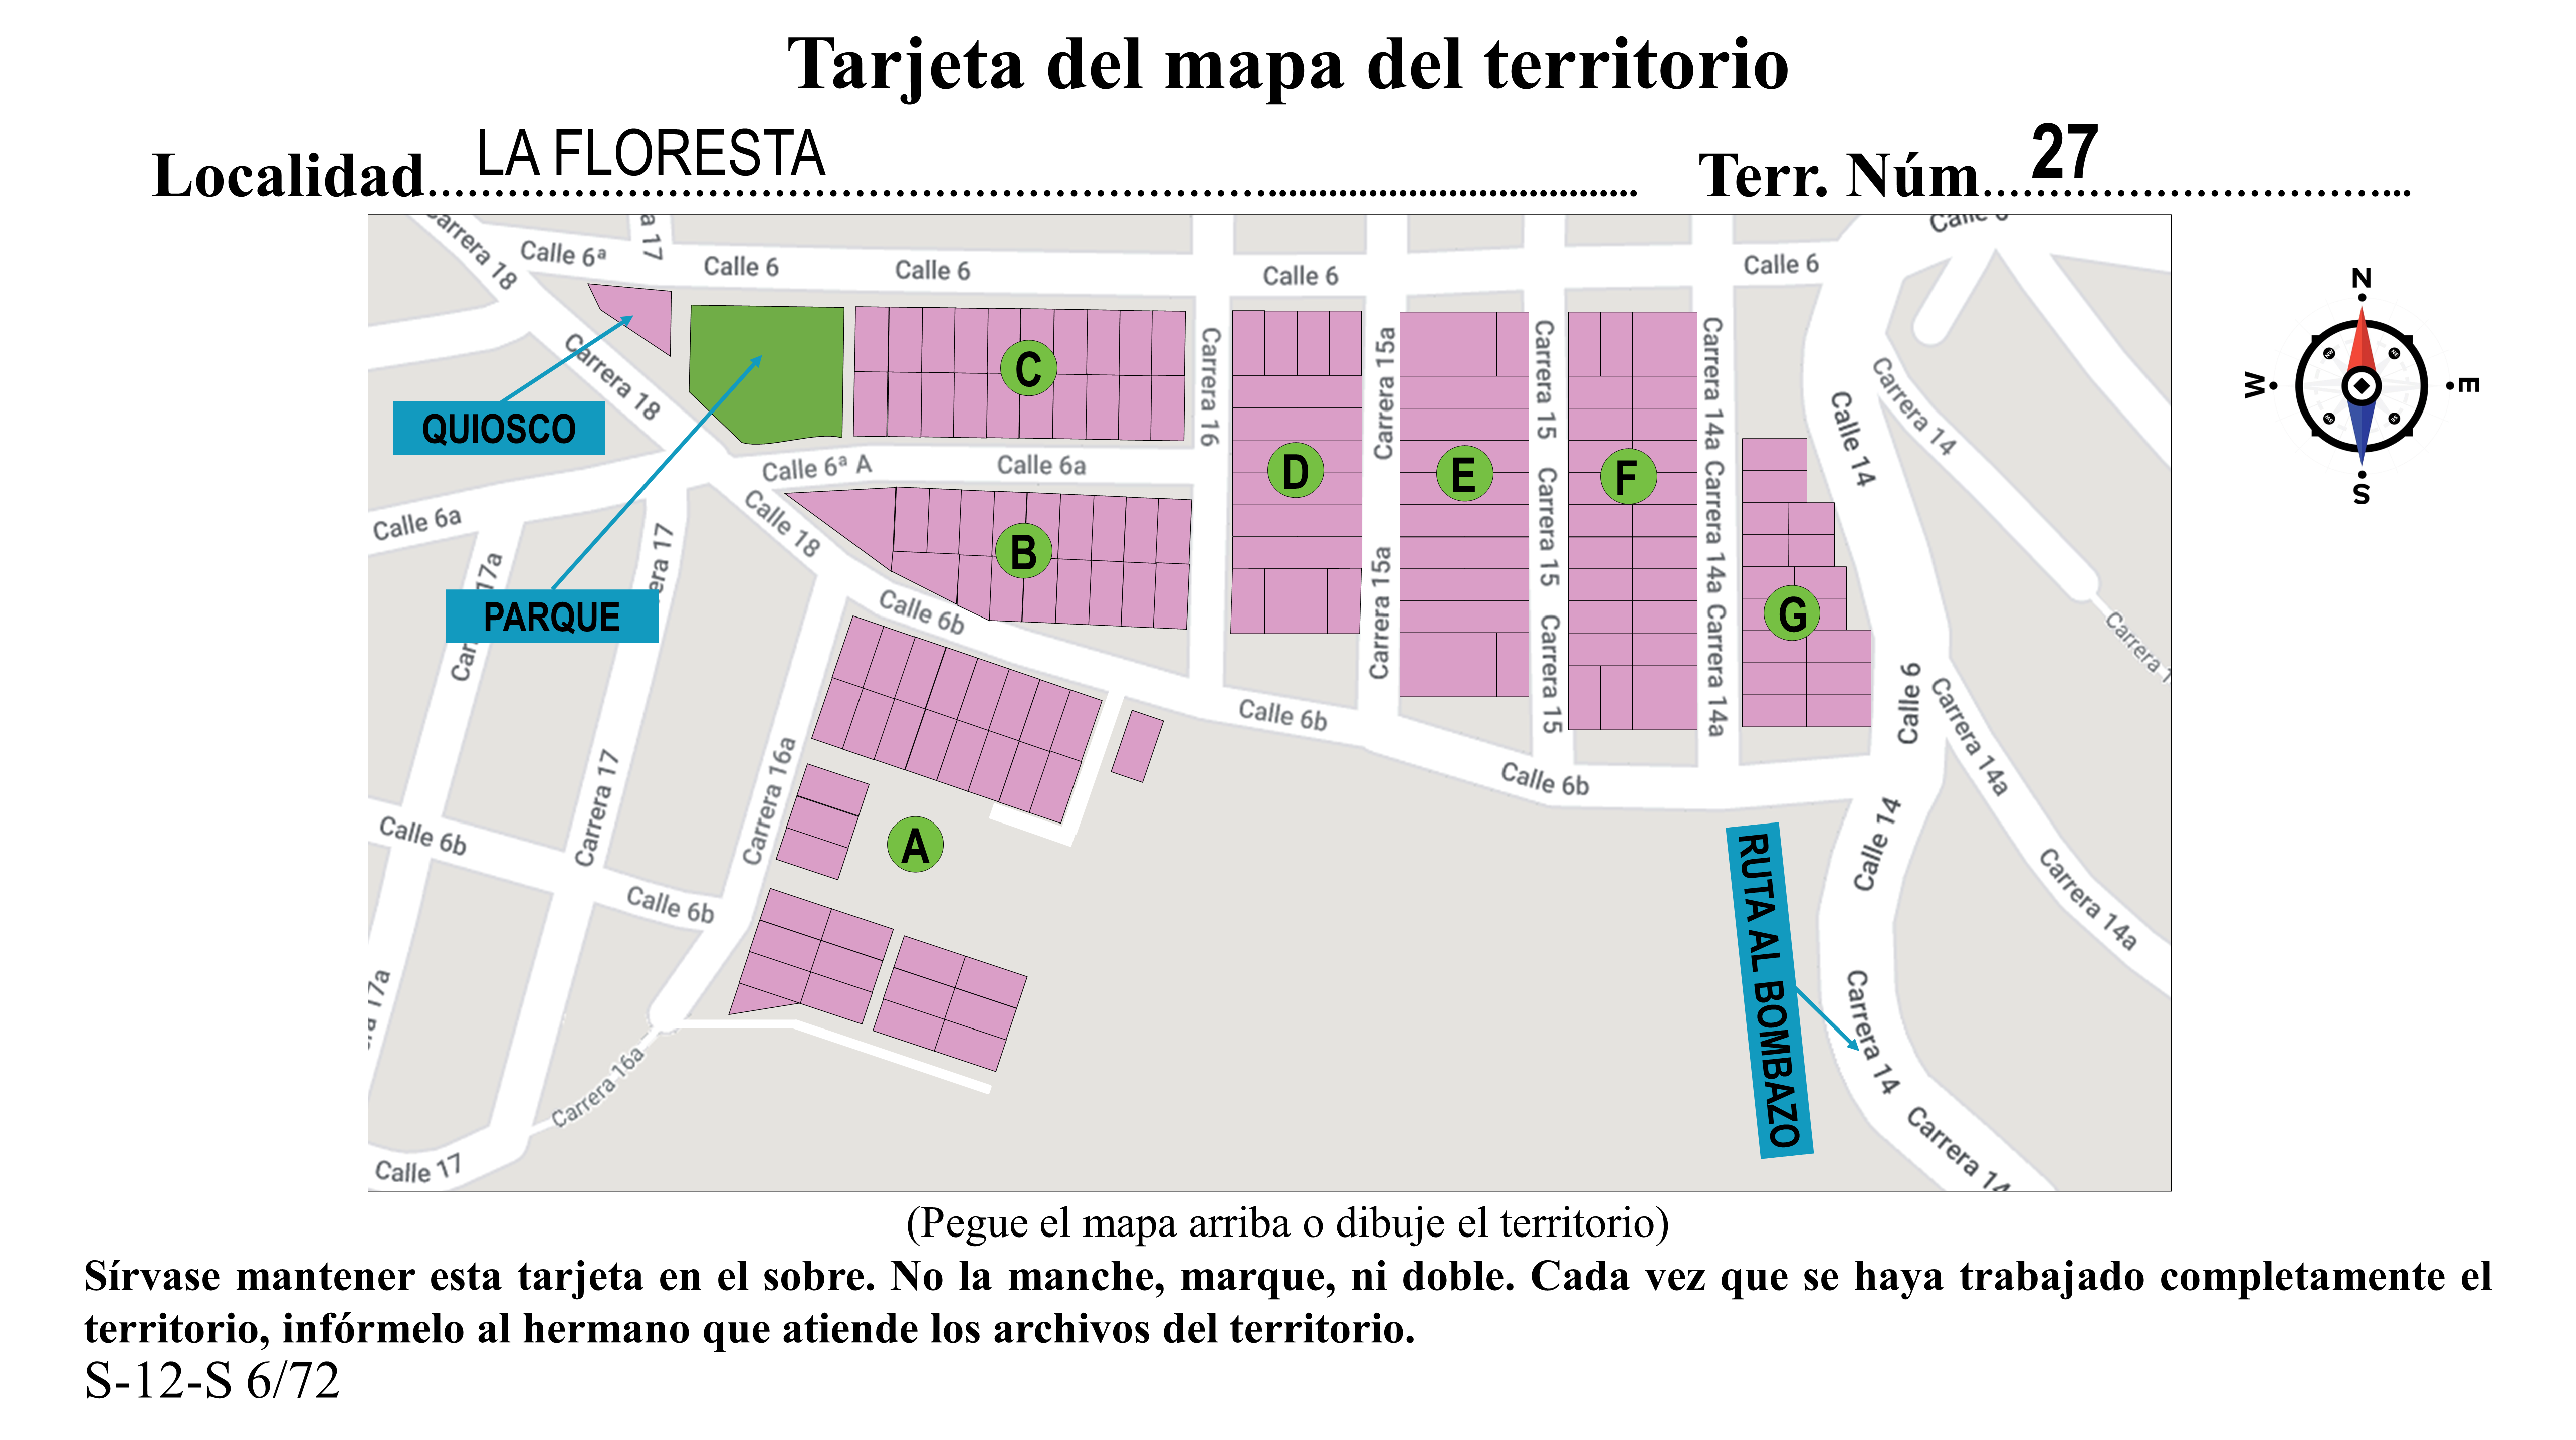 Tarjeta del mapa del territorio
Localidad LA FLORESTA Terr. Núm. 27
Carrera 18
Calle 6ª
a 17
Calle 6
Calle 6
Calle 6
Calle 6
Calle 6
N
W
E
S
QUIOSCO
Carrera 18
C
Carrera 16
Carrera 15a
Carrera 15
Carrera 14a
Calle 14
Carrera 14
Calle 6ª A
Calle 6a
D
E
F
Carrera 15
Carrera 14a
Calle 6a
Calle 18
B
17a
Carrera 15a
Carrera 15
Carrera 14a
PARQUE
era 17
Car
Calle 6b
G
Carrera 15
Carrera 14a
Carrera 1
Calle 6b
Calle 6
Carrera 14a
Calle 6b
Carrera 17
Carrera 16a
Calle 6b
A
Calle 14
Carrera 14a
Calle 6b
RUTA AL BOMBAZO
a 17a
Carrera 14
Carrera 16a
Carrera 14
Calle 17
(Pegue el mapa arriba o dibuje el territorio)
Sírvase mantener esta tarjeta en el sobre. No la manche, marque, ni doble. Cada vez que se haya trabajado completamente el
territorio, infórmelo al hermano que atiende los archivos del territorio.
S-12-S 6/72